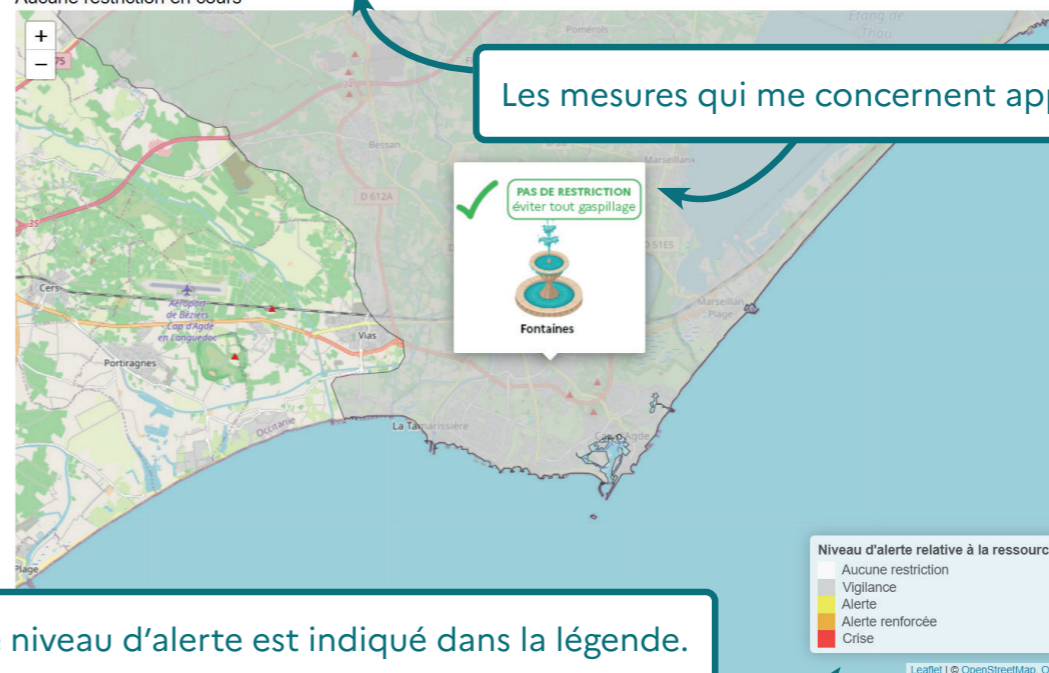 Aucune restriction en cours
+
−
75
Étang de
Thau
Pomérols
Les mesures qui me concernent app
Bessan
Marseillan
D 612A
PAS DE RESTRICTION
éviter tout gaspillage
D 51E5
35
Cers
Aéroport
de Béziers
- Cap d'Agde
en Languedoc
Fontaines
Marseillan
Plage
Vias
Portiragnes
La Tamarissière
Cap d'Agde
Occitanie
Plage
Niveau d'alerte relative à la ressourc
Aucune restriction
Vigilance
Alerte
Alerte renforcée
Crise
e niveau d'alerte est indiqué dans la légende.
Leaflet | © OpenStreetMap, O